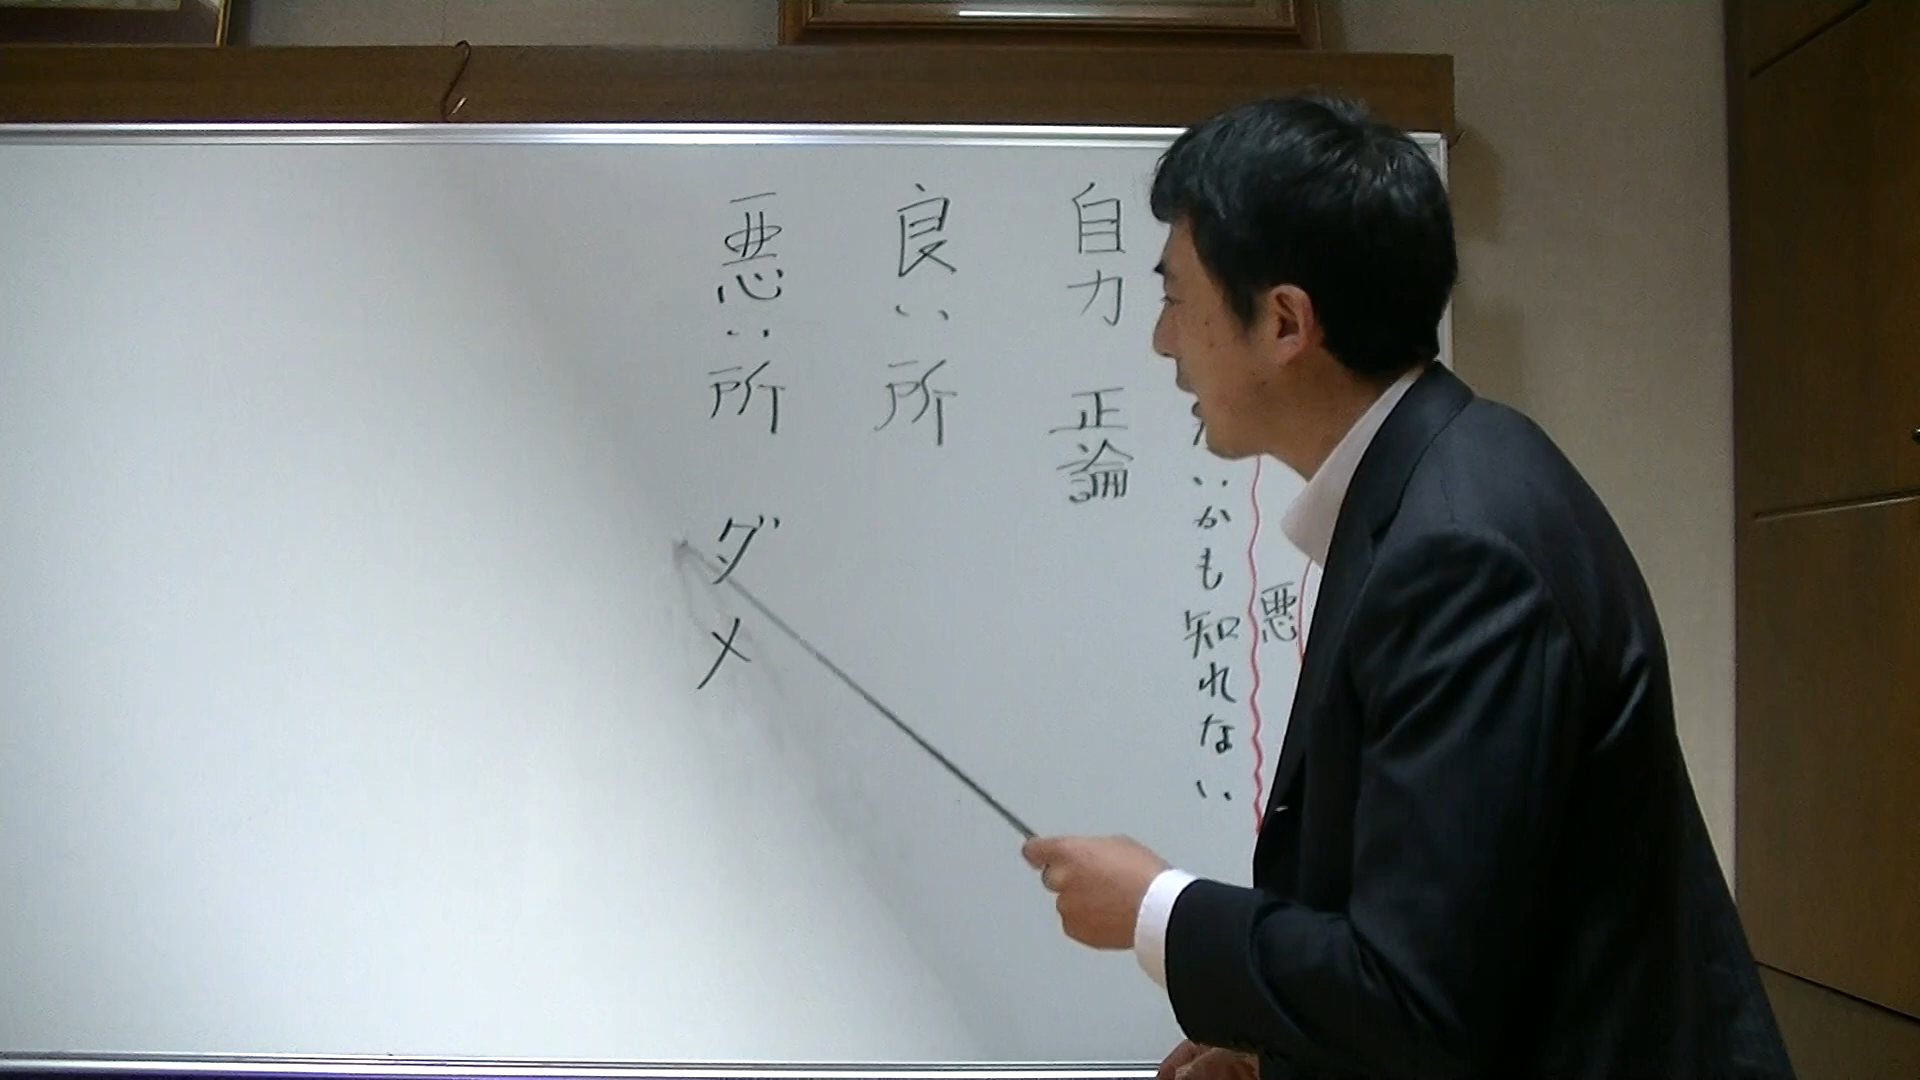 悪
いかも知れない
自力 正論
良い所
悪い所 ダメ